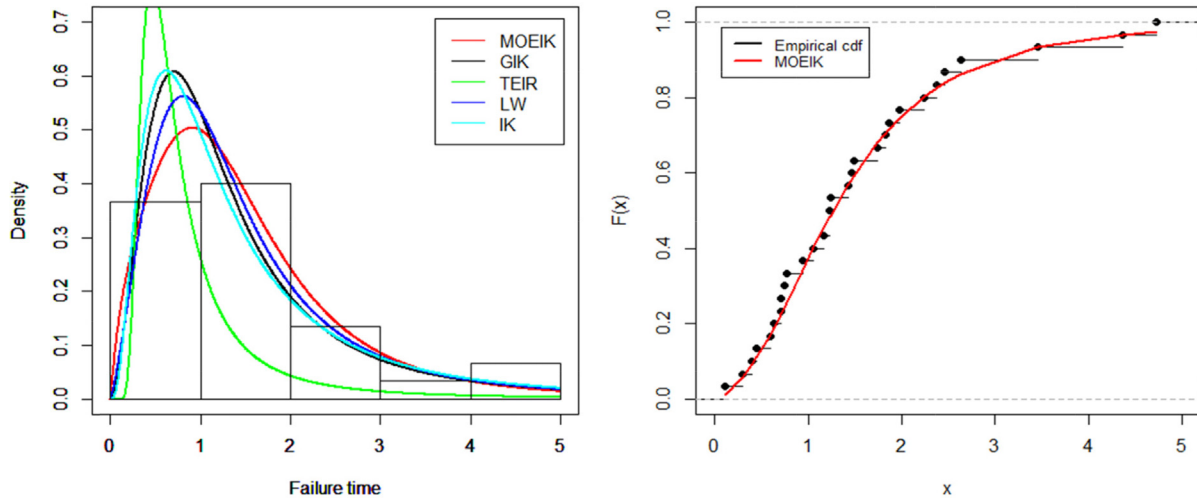 Density
0.0 0.1 0.2 0.3 0.4 0.5 0.6 0.7
MOEIK
GIK
TEIR
LW
IK
0 1 2 3 4 5
Failure time
F(x)
0.0 0.2 0.4 0.6 0.8 1.0
Empirical cdf
MOEIK
0 1 2 3 4 5
x